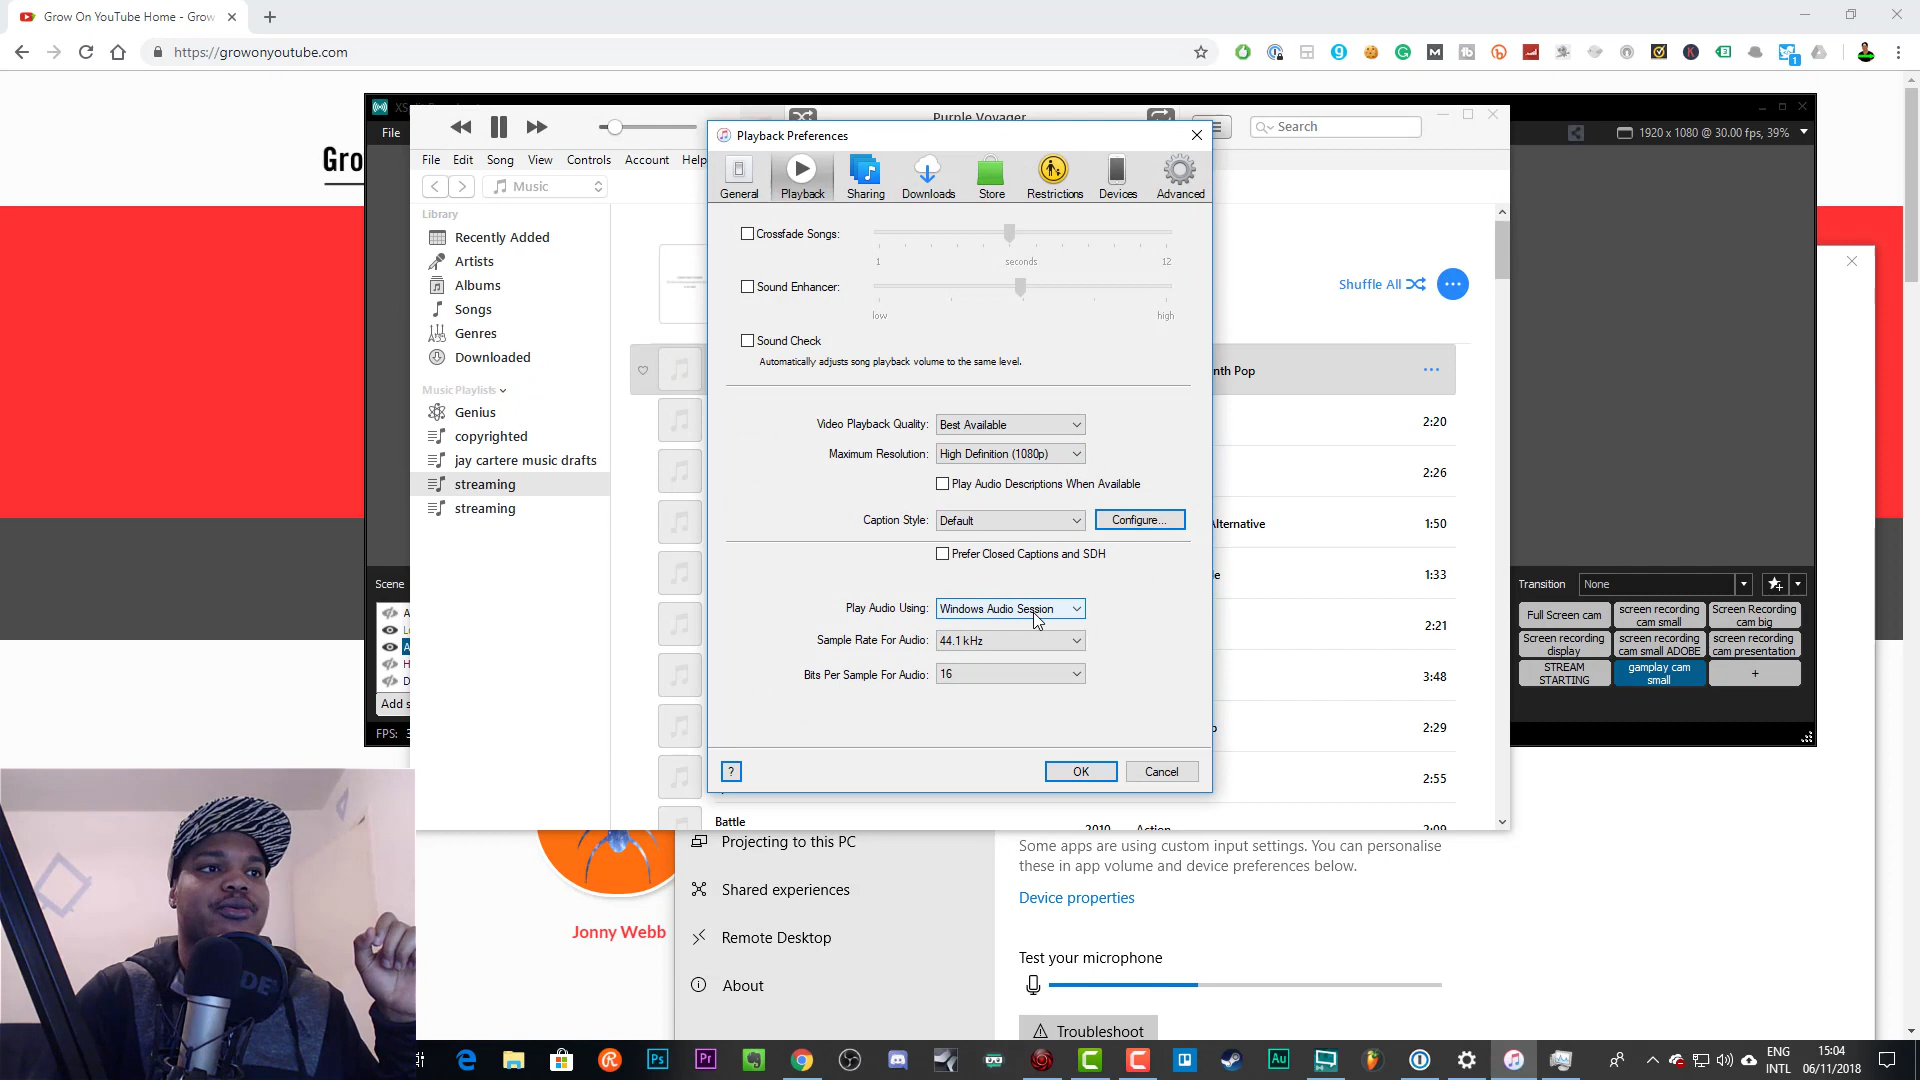 Grow On YouTube Home - Grow
https://growonyoutube.com
Gro
XS
File
1920 x 1080 @ 30.00 fps, 39%
Purple Voyager
Search
File Edit Song View Controls Account Help
Music
Library
Recently Added
Artists
Albums
Songs
Genres
Downloaded
Music Playlists
Genius
copyrighted
jay cartere music drafts
streaming
streaming
Playback Preferences
General Playback Sharing Downloads Store Restrictions Devices Advanced
Crossfade Songs:
1 seconds 12
Sound Enhancer:
low high
Sound Check
Automatically adjusts song playback volume to the same level.
Video Playback Quality: Best Available
Maximum Resolution: High Definition (1080p)
Play Audio Descriptions When Available
Caption Style: Default Configure...
Prefer Closed Captions and SDH
Play Audio Using: Windows Audio Session
Sample Rate For Audio: 44.1 kHz
Bits Per Sample For Audio: 16
? OK Cancel
Shuffle All
nth Pop
2:20
2:26
lternative 1:50
le 1:33
2:21
3:48
p 2:29
2:55
Battle 2010 Action 2:09
Scene
Add s
FPS: 3
Transition None
Full Screen cam
screen recording cam small
Screen Recording cam big
Screen recording display
screen recording cam small ADOBE
screen recording cam presentation
STREAM STARTING
gamplay cam small
+
Projecting to this PC
Shared experiences
Remote Desktop
About
Some apps are using custom input settings. You can personalise
these in app volume and device preferences below.
Device properties
Test your microphone
Troubleshoot
Jonny Webb
ENG
INTL
15:04
06/11/2018